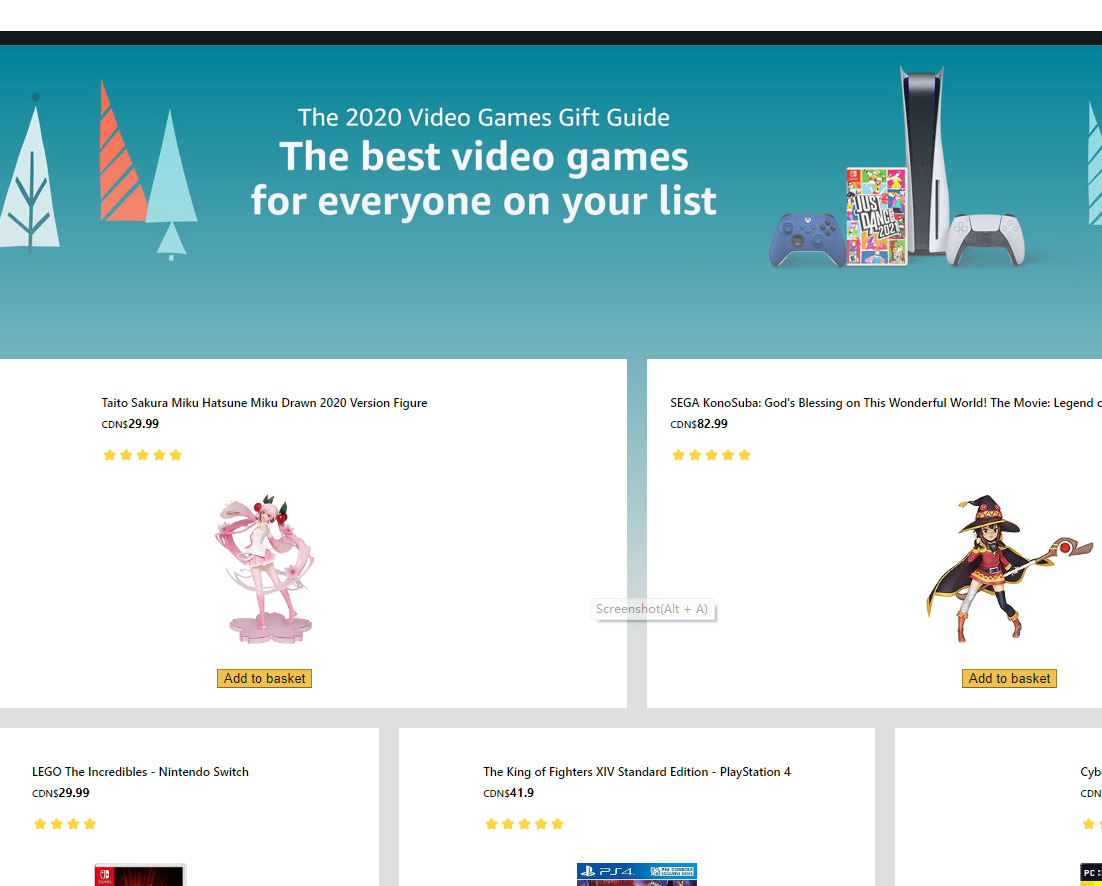 The 2020 Video Games Gift Guide
The best video games
for everyone on your list
JUST
DANCE
2021
Taito Sakura Miku Hatsune Miku Drawn 2020 Version Figure
CDN$29.99
SEGA KonoSuba: God's Blessing on This Wonderful World! The Movie: Legend
CDN$82.99
Screenshot(Alt + A)
Add to basket
Add to basket
LEGO The Incredibles - Nintendo Switch
CDN$29.99
The King of Fighters XIV Standard Edition - PlayStation 4
CDN$41.9
Cyb
CDN
PS4
PS4 CONSOLE
PC